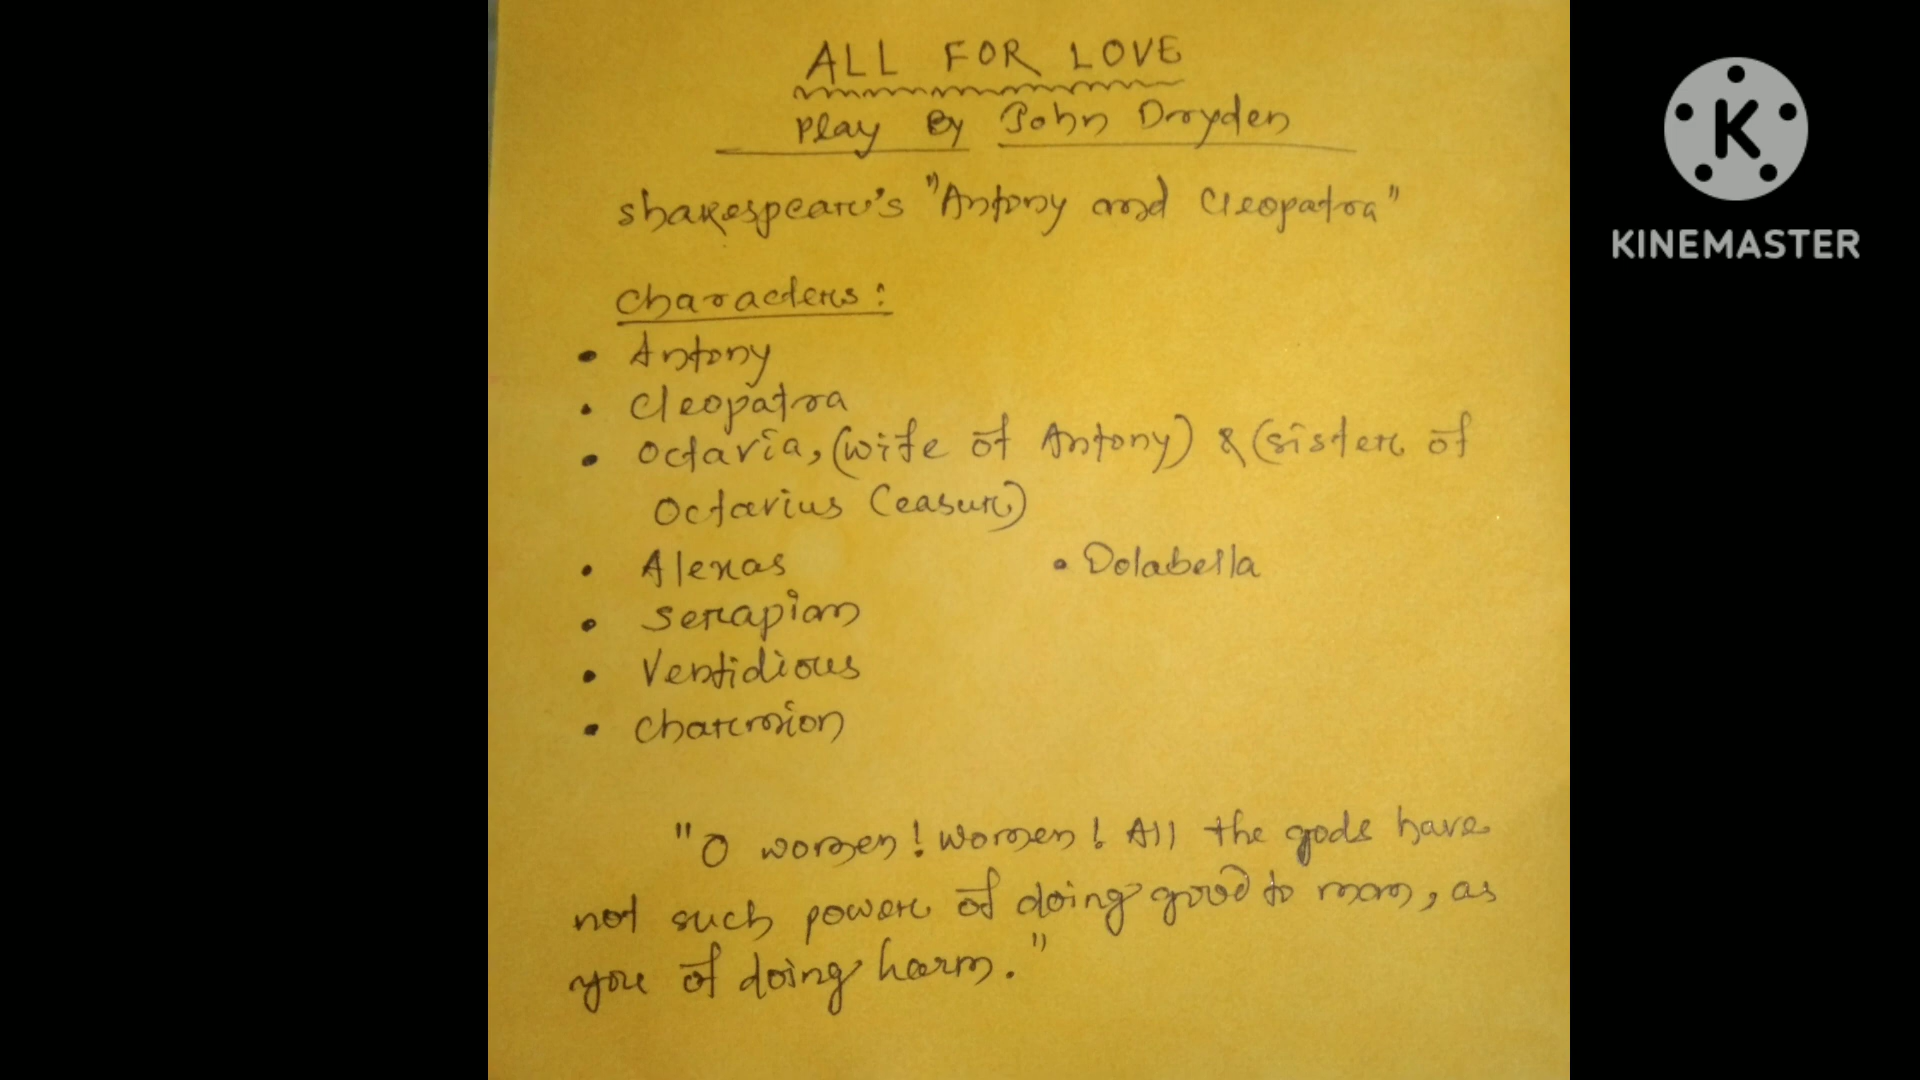 ALL FOR LOVE
Play By John Dryden
Shakespeare's "Antony and Cleopatra"
Characters:
• Antony
• Cleopatra
• Octavia, (wife of Antony) & (sister of
Octavius Ceasur)
• Alexas
• Dolabella
• Serapian
• Ventidious
• Charmion
"O women! Women! All the gods have
not such power of doing good to man, as
you of doing harm."
K
KINEMASTER